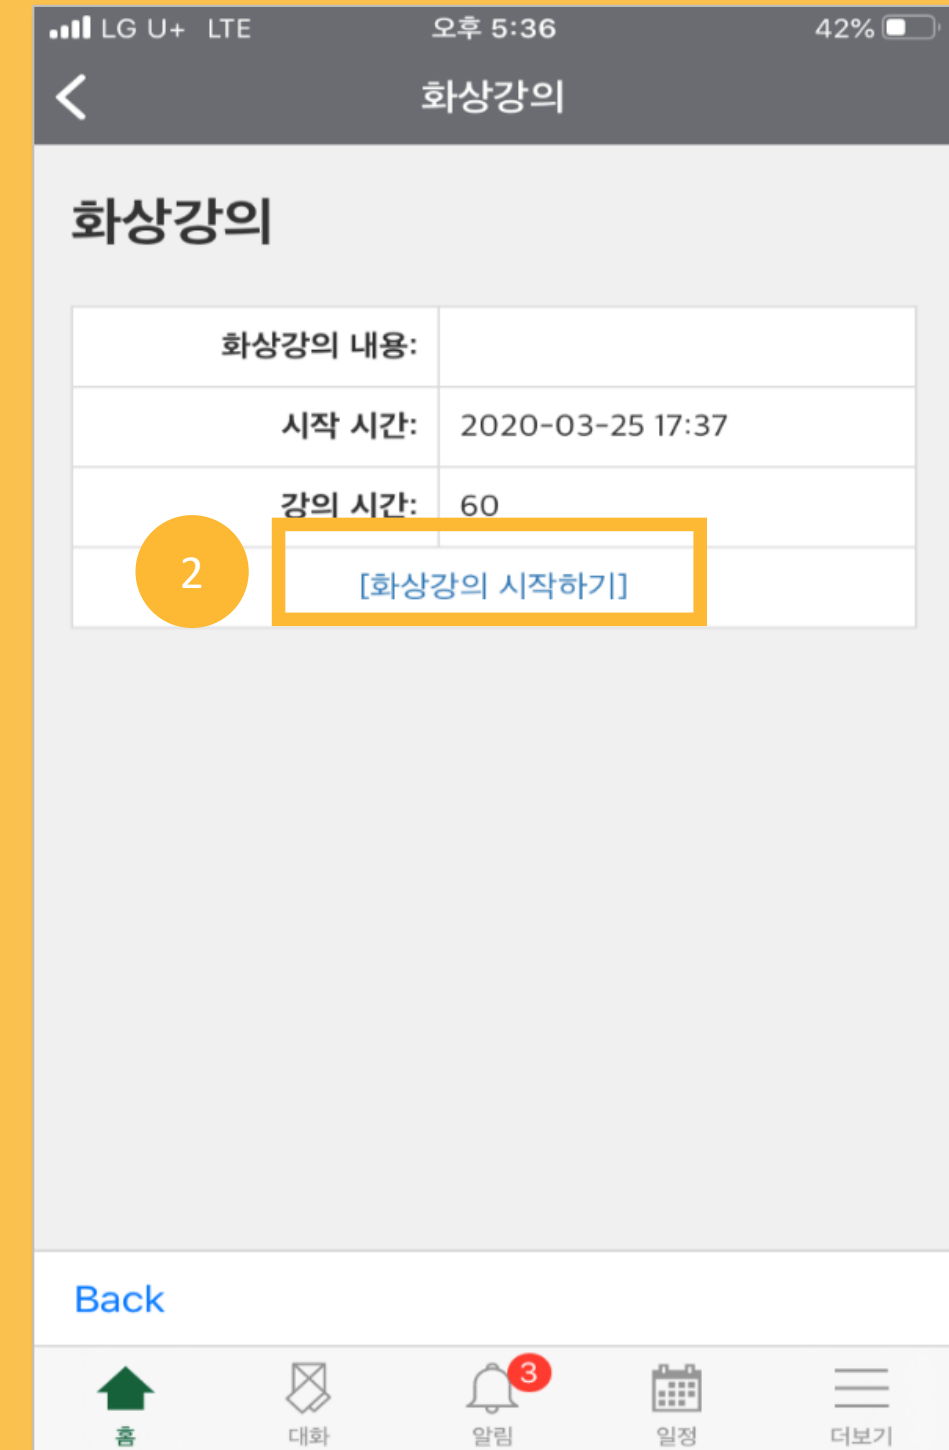 LG U+ LTE 오후 5:36 42%
화상강의
화상강의
화상강의 내용:
시작 시간: 2020-03-25 17:37
강의 시간: 60
2 [화상강의 시작하기]
Back
3
홈 대화 알림 일정 더보기